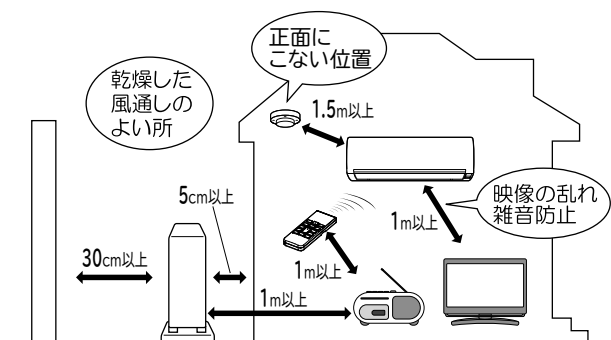 正面に
こない位置
乾燥した
風通しの
よい所
1.5m以上
映像の乱れ
雑音防止
5cm以上
1m以上
30cm以上
1m以上
1m以上